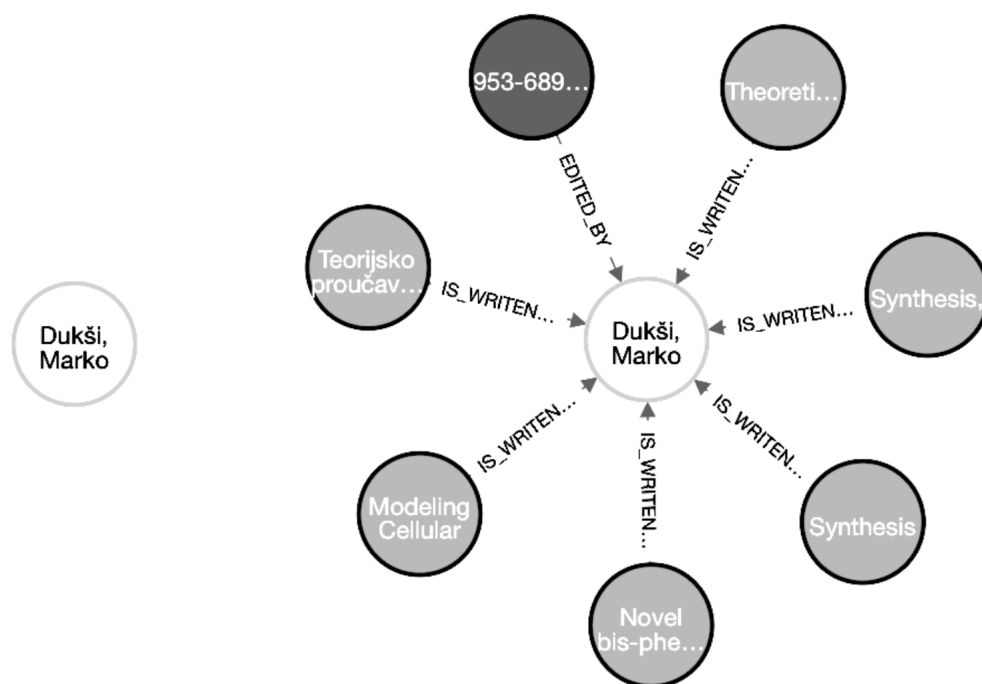 953-689...
Theoreti...
EDITED_BY
IS_WRITEN...
Teorijsko
proučav...
IS_WRITEN...
Synthesis,
IS_WRITEN...
Dukši,
Marko
Dukši,
Marko
IS_WRITEN...
IS_WRITEN...
IS_WRITEN...
Modeling
Cellular
Synthesis
Novel
bis-phe...